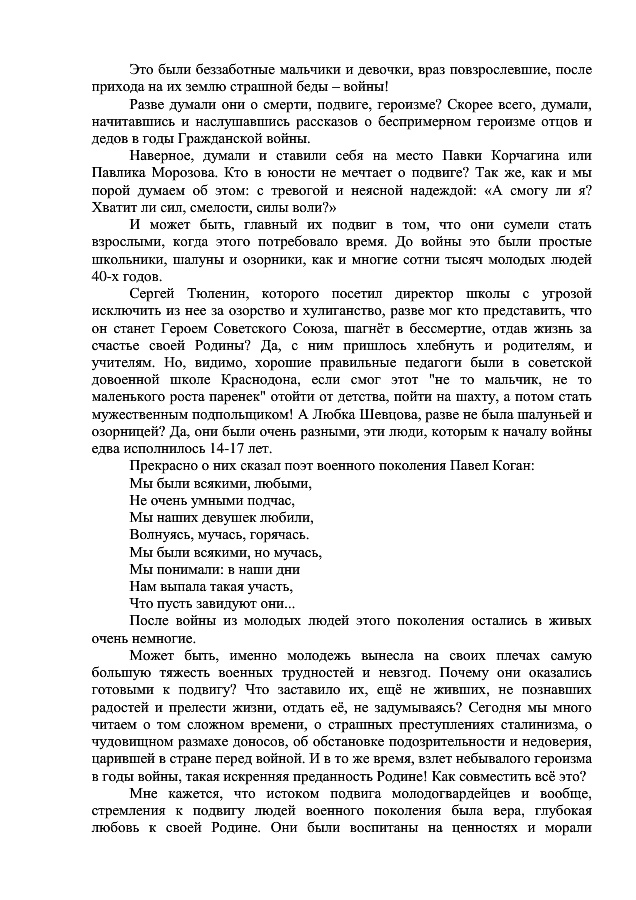 Это были беззаботные мальчики и девочки, враз повзрослевшие, после
прихода на их землю страшной беды – войны!
Разве думали они о смерти, подвиге, героизме? Скорее всего, думали,
начитавшись и наслушавшись рассказов о беспримерном героизме отцов и
дедов в годы Гражданской войны.
Наверное, думали и ставили себя на место Павки Корчагина или
Павлика Морозова. Кто в юности не мечтает о подвиге? Так же, как и мы
порой думаем об этом: с тревогой и неясной надеждой: «А смогу ли я?
Хватит ли сил, смелости, силы воли?»
И может быть, главный их подвиг в том, что они сумели стать
взрослыми, когда этого потребовало время. До войны это были простые
школьники, шалуны и озорники, как и многие сотни тысяч молодых людей
40-х годов.
Сергей Тюленин, которого посетил директор школы с угрозой
исключить из нее за озорство и хулиганство, разве мог кто представить, что
он станет Героем Советского Союза, шагнёт в бессмертие, отдав жизнь за
счастье своей Родины? Да, с ним пришлось хлебнуть и родителям, и
учителям. Но, видимо, хорошие правильные педагоги были в советской
довоенной школе Краснодона, если смог этот "не то мальчик, не то
маленького роста паренек" отойти от детства, пойти на шахту, а потом стать
мужественным подпольщиком! А Любка Шевцова, разве не была шалуньей и
озорницей? Да, они были очень разными, эти люди, которым к началу войны
едва исполнилось 14-17 лет.
Прекрасно о них сказал поэт военного поколения Павел Коган:
Мы были всякими, любыми,
Не очень умными подчас,
Мы наших девушек любили,
Волнуясь, мучась, горячась.
Мы были всякими, но мучась,
Мы понимали: в наши дни
Нам выпала такая участь,
Что пусть завидуют они...
После войны из молодых людей этого поколения остались в живых
очень немногие.
Может быть, именно молодежь вынесла на своих плечах самую
большую тяжесть военных трудностей и невзгод. Почему они оказались
готовыми к подвигу? Что заставило их, ещё не живших, не познавших
радостей и прелести жизни, отдать её, не задумываясь? Сегодня мы много
читаем о том сложном времени, о страшных преступлениях сталинизма, о
чудовищном размахе доносов, об обстановке подозрительности и недоверия,
царившей в стране перед войной. И в то же время, взлет небывалого героизма
в годы войны, такая искренняя преданность Родине! Как совместить всё это?
Мне кажется, что истоком подвига молодогвардейцев и вообще,
стремления к подвигу людей военного поколения была вера, глубокая
любовь к своей Родине. Они были воспитаны на ценностях и морали